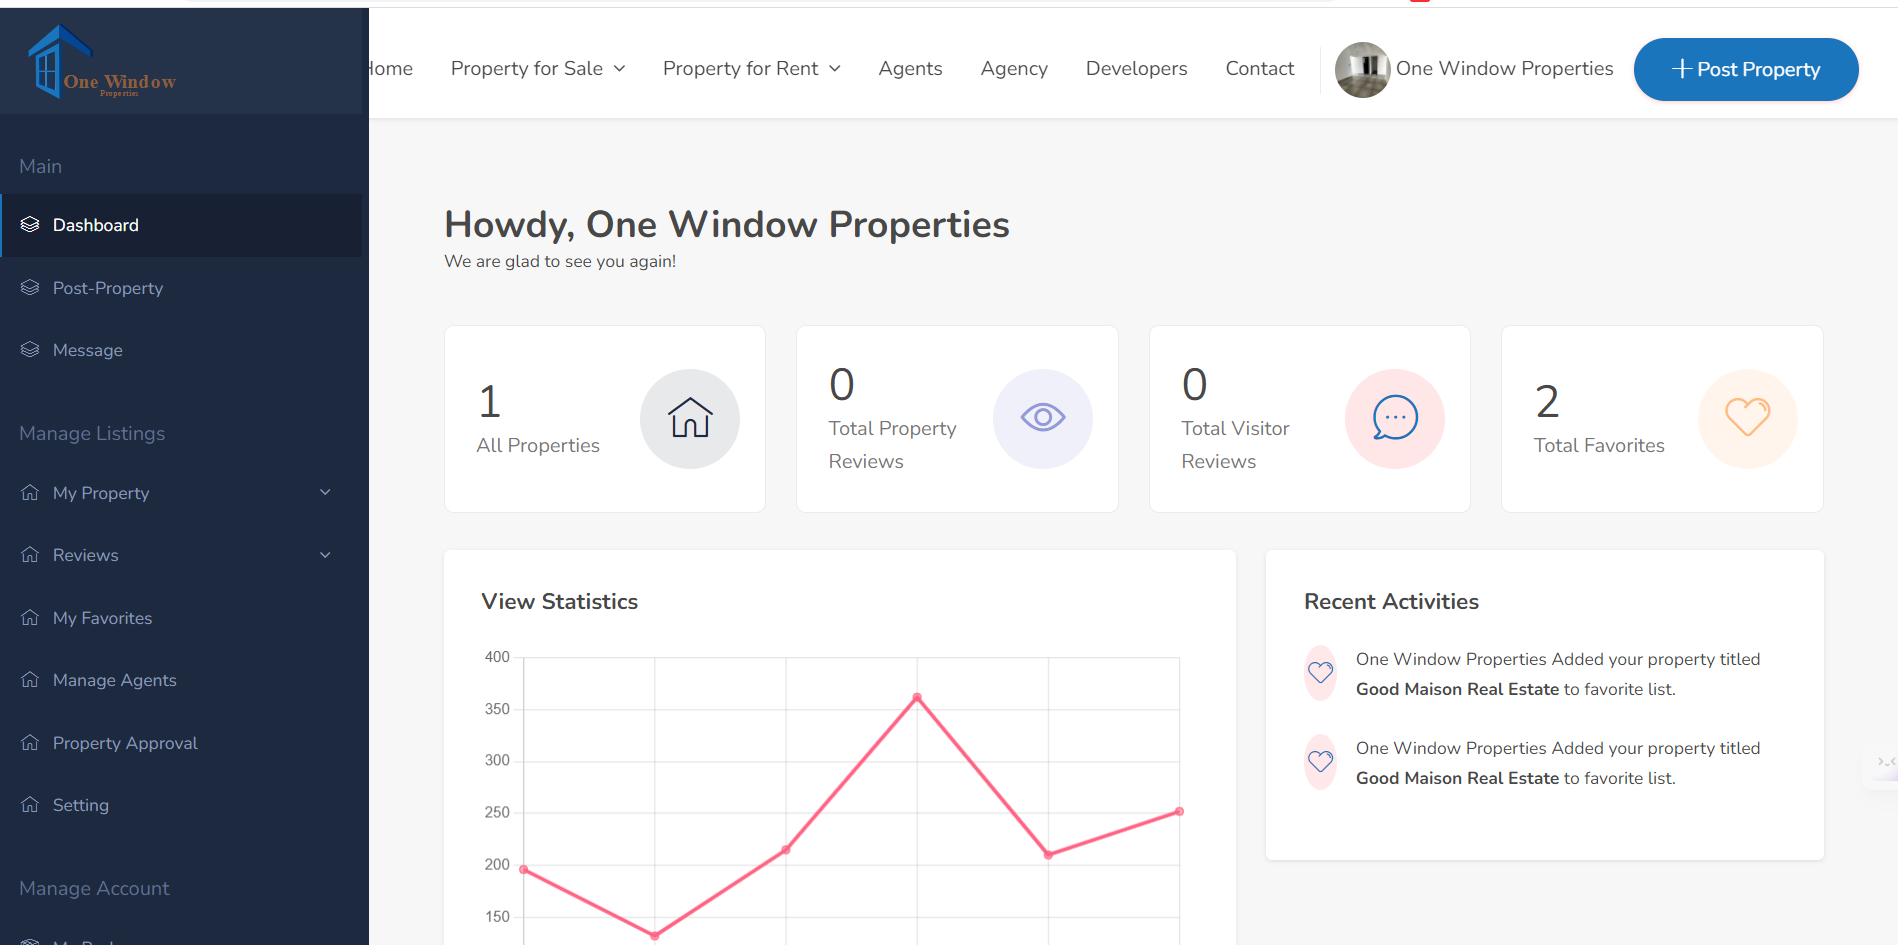 One Window
Properties
Home
Property for Sale
Property for Rent
Agents
Agency
Developers
Contact
One Window Properties
Post Property
Main
Dashboard
Post-Property
Message
Manage Listings
My Property
Reviews
My Favorites
Manage Agents
Property Approval
Setting
Manage Account
Howdy, One Window Properties
We are glad to see you again!
1
All Properties
0
Total Property
Reviews
0
Total Visitor
Reviews
2
Total Favorites
View Statistics
400
350
300
250
200
150
Recent Activities
One Window Properties Added your property titled
Good Maison Real Estate to favorite list.
One Window Properties Added your property titled
Good Maison Real Estate to favorite list.